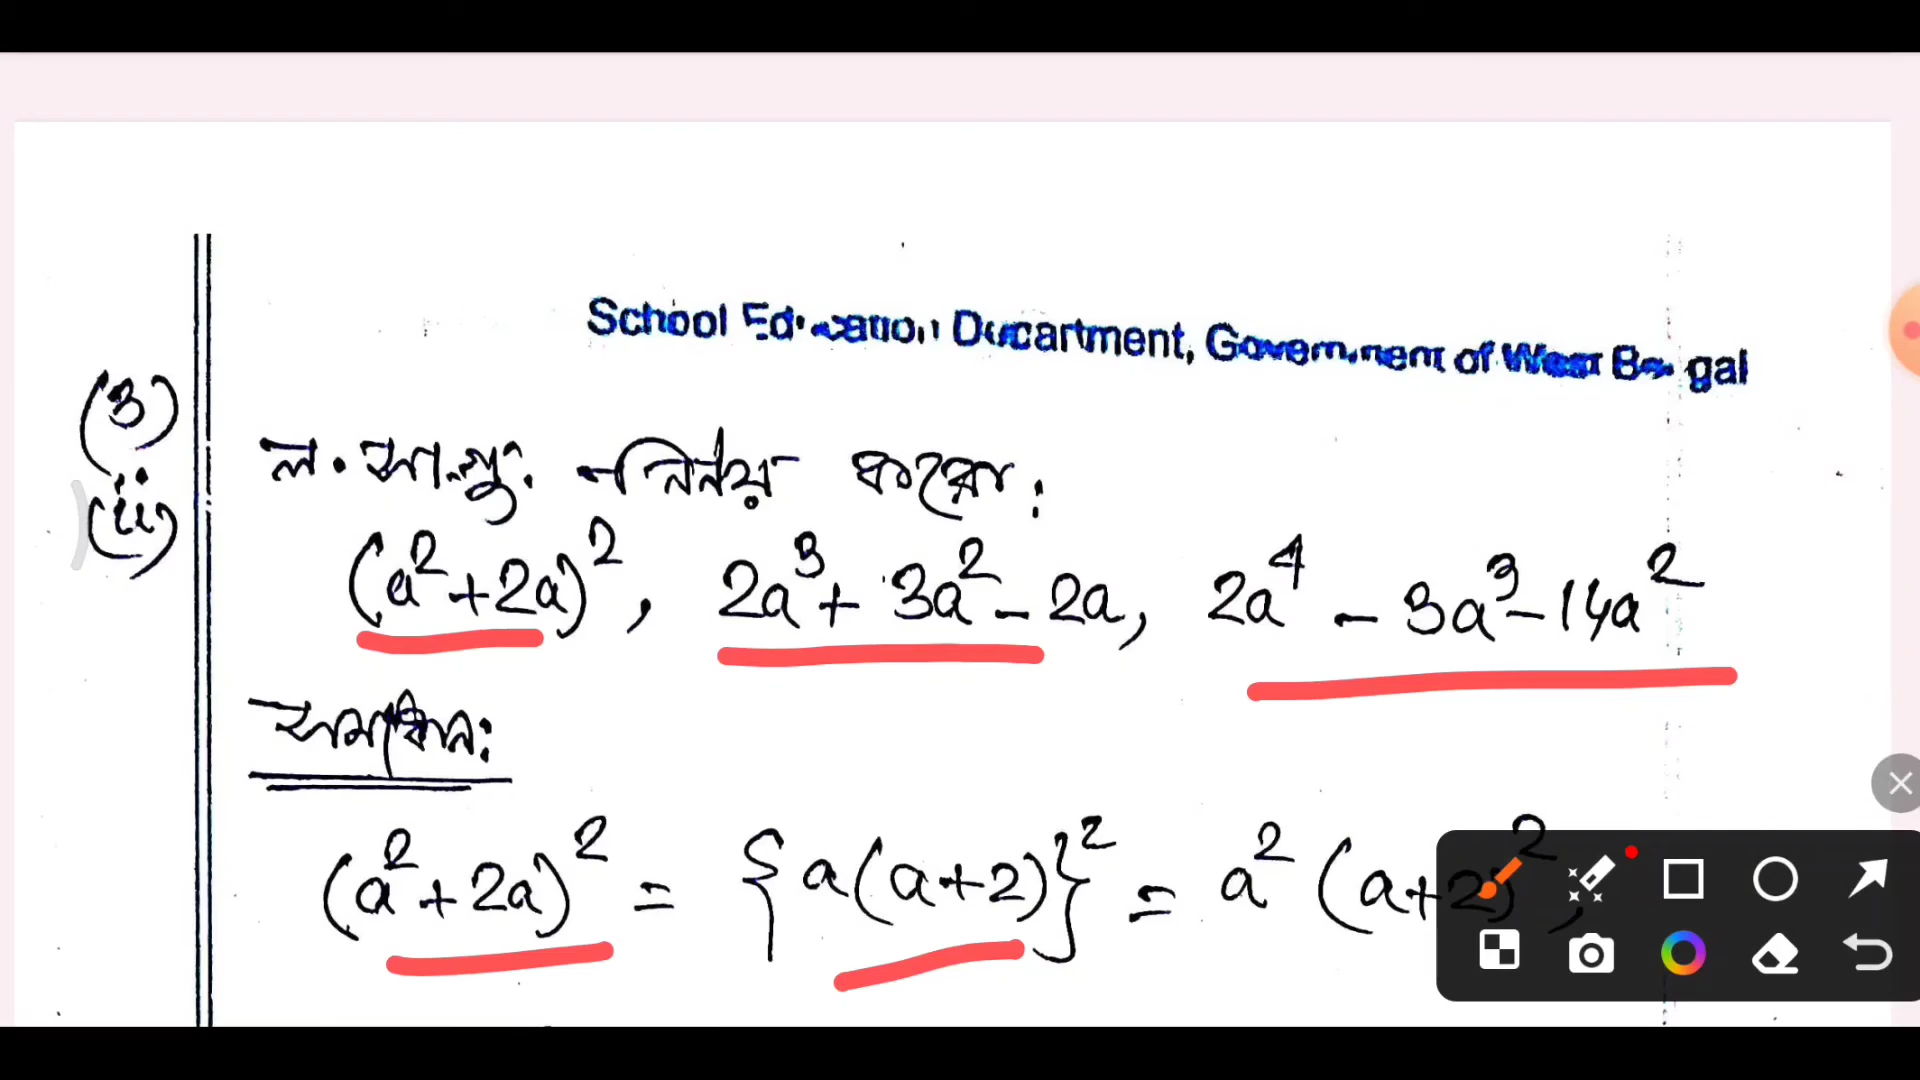 School Education Department, Government of West Bengal
(3)
ল.সা.গু. নির্ণয় করো:
(ii)
(a²+2a)², 2a³+3a²-2a, 2a⁴-3a³-14a²
সমাধান:
(a²+2a)² = {a(a+2)}² = a²(a+2)²,